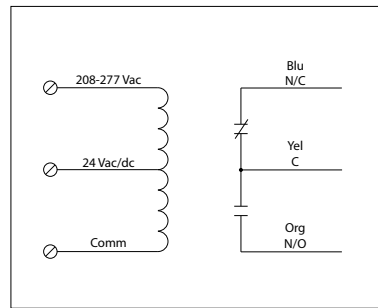 208-277 Vac
24 Vac/dc
Comm
Blu
N/C
Yel
C
Org
N/O